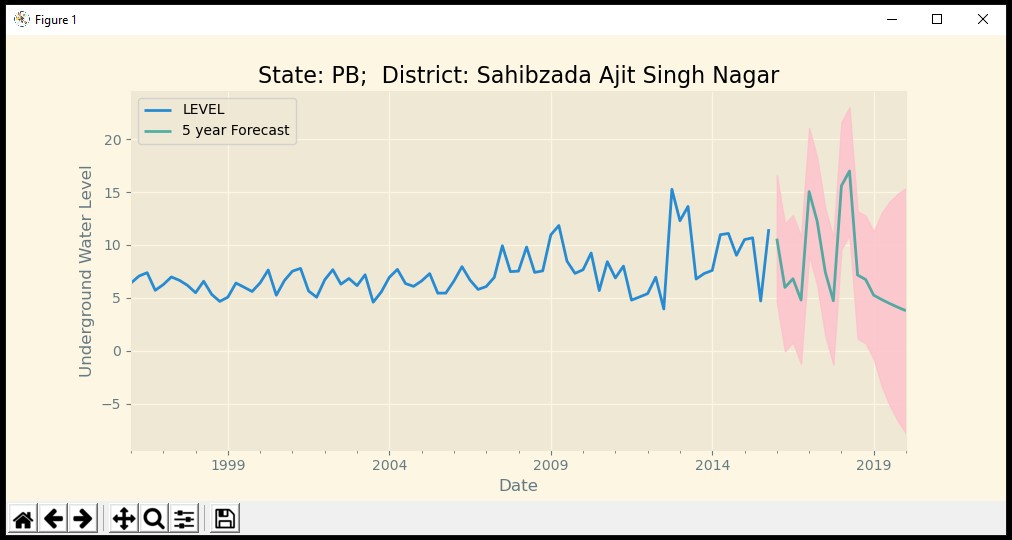 Figure 1
State: PB;  District: Sahibzada Ajit Singh Nagar
LEVEL
5 year Forecast
Underground Water Level
20
15
10
5
0
−5
1999 2004 2009 2014 2019
Date